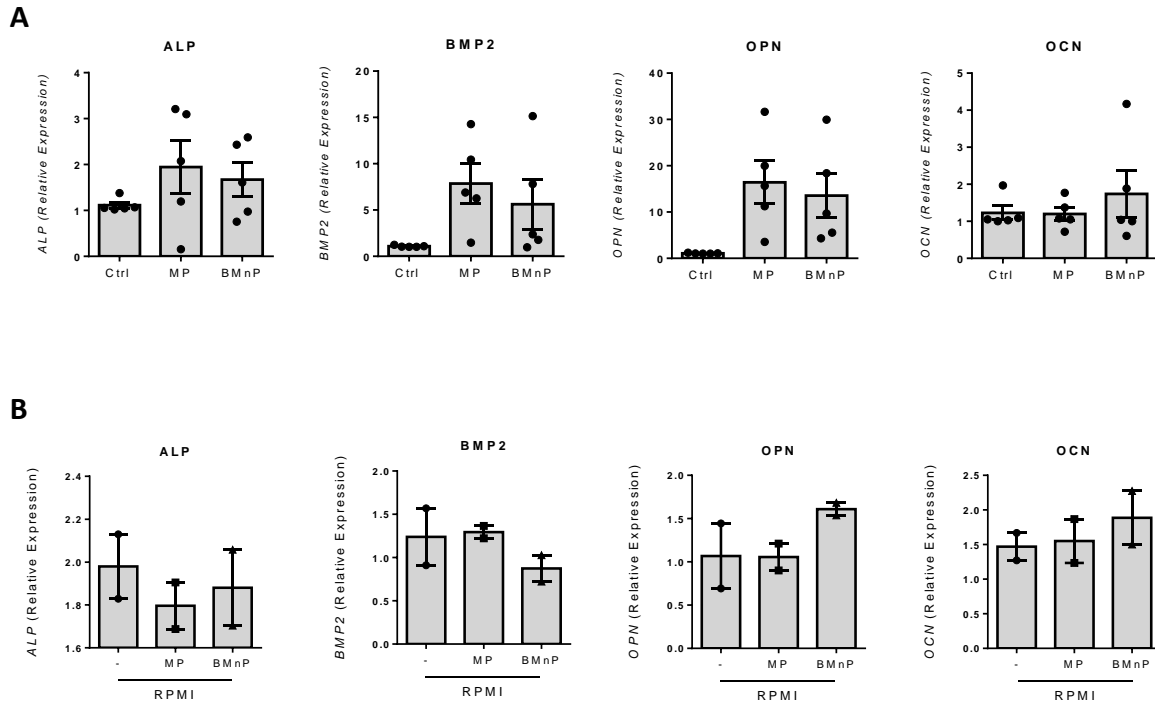 A
ALP
ALP (Relative Expression)
4
3
2
1
0
Ctrl
MP
BMnP
BMP2
BMP2 (Relative Expression)
20
15
10
5
0
Ctrl
MP
BMnP
OPN
OPN (Relative Expression)
40
30
20
10
0
Ctrl
MP
BMnP
OCN
OCN (Relative Expression)
5
4
3
2
1
0
Ctrl
MP
BMnP
B
ALP
ALP (Relative Expression)
2.4
2.2
2.0
1.8
1.6
-
MP
BMnP
RPMI
BMP2
BMP2 (Relative Expression)
2.0
1.5
1.0
0.5
0.0
-
MP
BMnP
RPMI
OPN
OPN (Relative Expression)
2.0
1.5
1.0
0.5
0.0
-
MP
BMnP
RPMI
OCN
OCN (Relative Expression)
2.5
2.0
1.5
1.0
0.5
0.0
-
MP
BMnP
RPMI